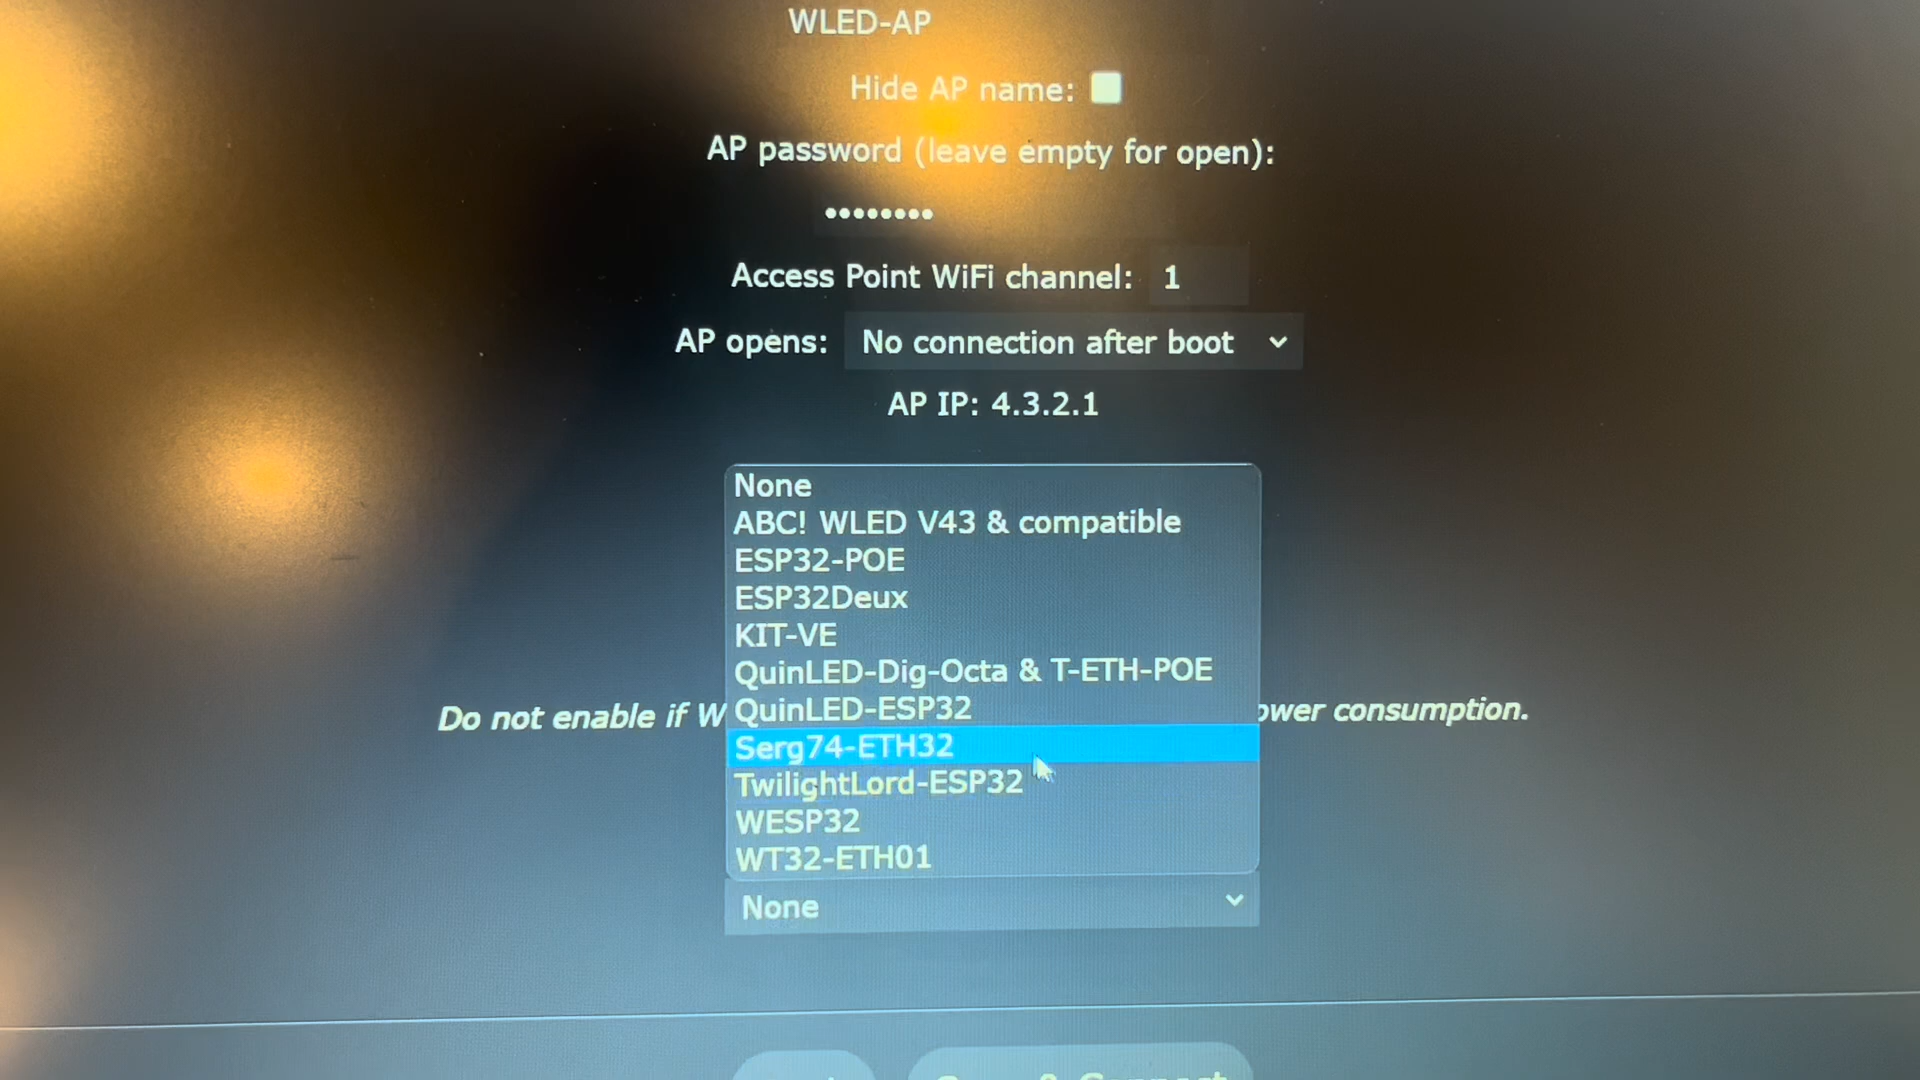 WLED-AP
Hide AP name:
AP password (leave empty for open):
••••••••
Access Point WiFi channel: 1
AP opens: No connection after boot
AP IP: 4.3.2.1
None
ABC! WLED V43 & compatible
ESP32-POE
ESP32Deux
KIT-VE
QuinLED-Dig-Octa & T-ETH-POE
Do not enable if W QuinLED-ESP32 ower consumption.
Serg74-ETH32
TwilightLord-ESP32
WESP32
WT32-ETH01
None